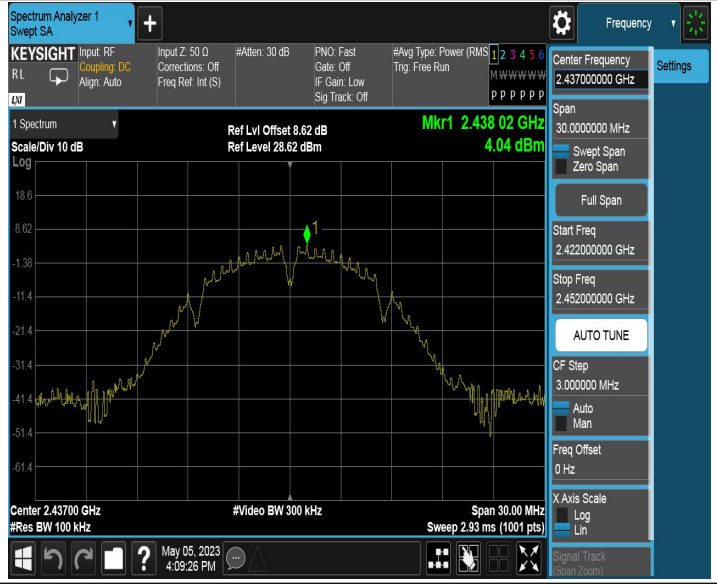 Spectrum Analyzer 1
Swept SA
Frequency
KEYSIGHT
RL
LXI
Input: RF
Coupling: DC
Align: Auto
Input Z: 50 Ω
Corrections: Off
Freq Ref: Int (S)
#Atten: 30 dB
PNO: Fast
Gate: Off
IF Gain: Low
Sig Track: Off
#Avg Type: Power (RMS
Trig: Free Run
1 2 3 4 5 6
M W W W W W
P P P P P P
1 Spectrum
Scale/Div 10 dB
Ref Lvl Offset 8.62 dB
Ref Level 28.62 dBm
Mkr1 2.438 02 GHz
4.04 dBm
Log
18.6
8.62
-1.38
-11.4
-21.4
-31.4
-41.4
-51.4
-61.4
1
Center 2.43700 GHz
#Res BW 100 kHz
#Video BW 300 kHz
Span 30.00 MHz
Sweep 2.93 ms (1001 pts)
Center Frequency
2.437000000 GHz
Settings
Span
30.0000000 MHz
Swept Span
Zero Span
Full Span
Start Freq
2.422000000 GHz
Stop Freq
2.452000000 GHz
AUTO TUNE
CF Step
3.000000 MHz
Auto
Man
Freq Offset
0 Hz
X Axis Scale
Log
Lin
Signal Track
(Span Zoom)
?
May 05, 2023
4:09:26 PM